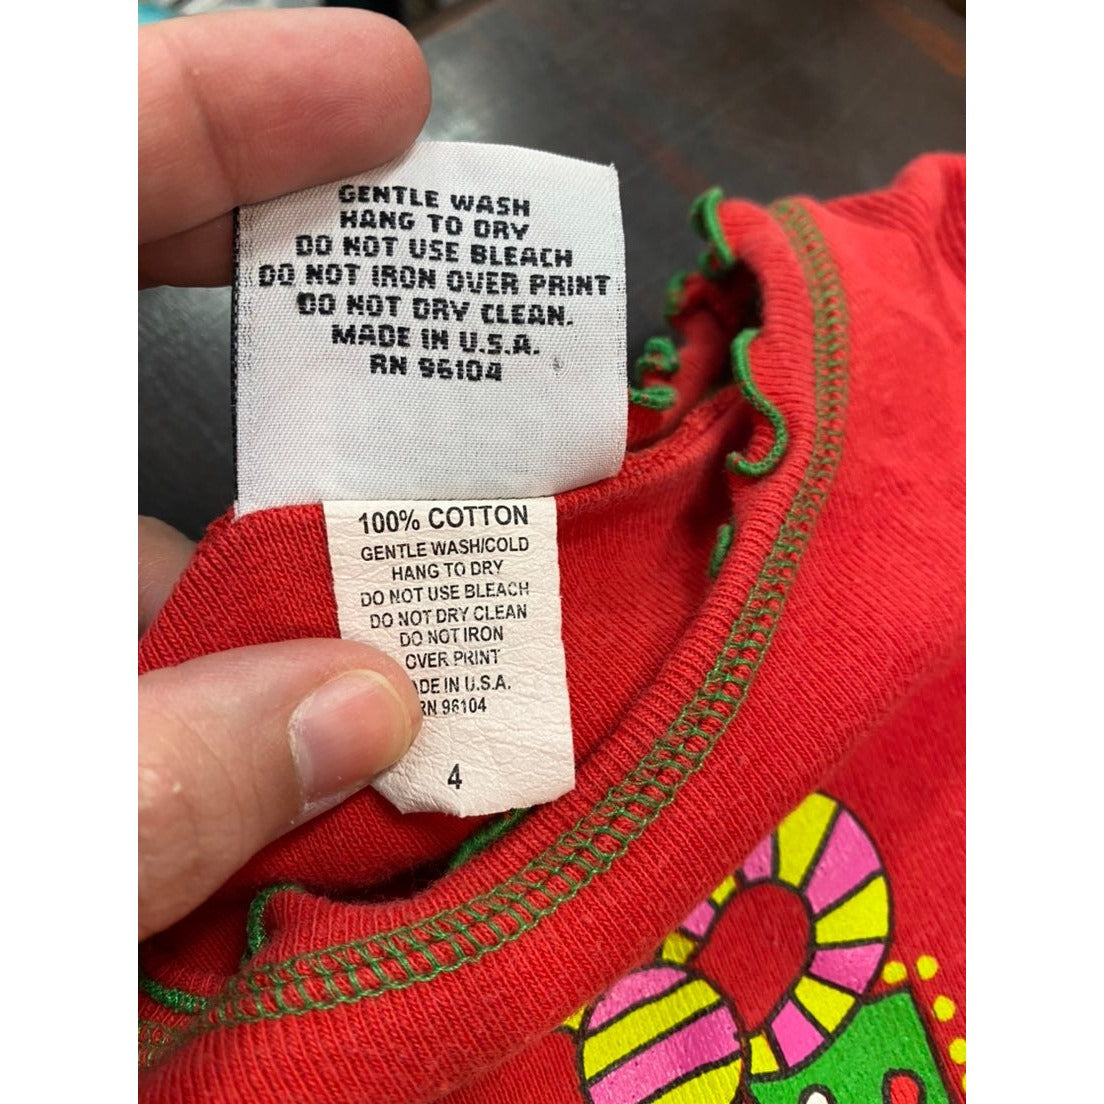 GENTLE WASH
HANG TO DRY
DO NOT USE BLEACH
DO NOT IRON OVER PRINT
DO NOT DRY CLEAN.
MADE IN U.S.A.
RN 96104
100% COTTON
GENTLE WASH/COLD
HANG TO DRY
DO NOT USE BLEACH
DO NOT DRY CLEAN
DO NOT IRON
OVER PRINT
ADE IN U.S.A.
RN 96104
4